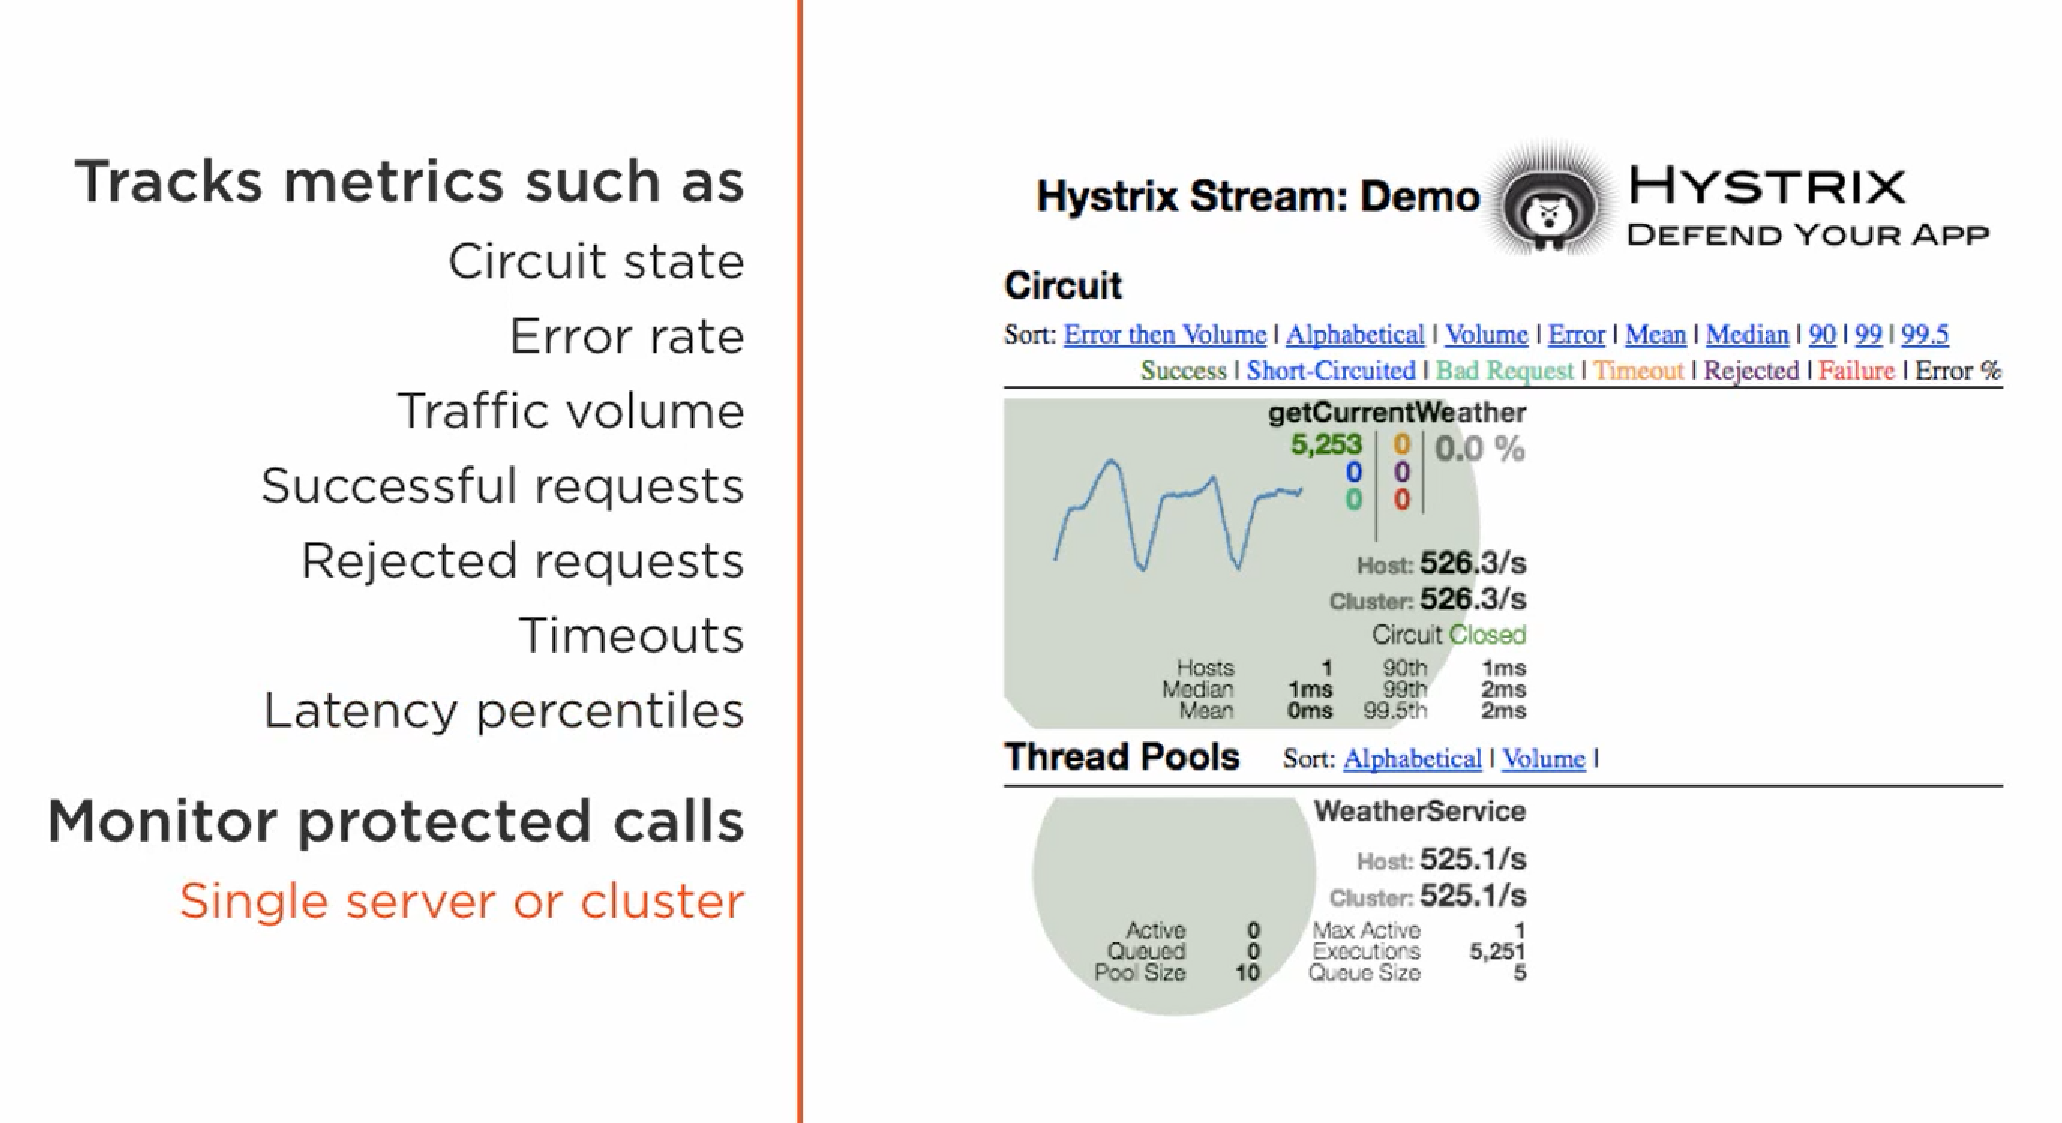 Tracks metrics such as
Circuit state
Error rate
Traffic volume
Successful requests
Rejected requests
Timeouts
Latency percentiles
Monitor protected calls
Single server or cluster
Hystrix Stream: Demo
HYSTRIX
DEFEND YOUR APP
Circuit
Sort: Error then Volume | Alphabetical | Volume | Error | Mean | Median | 90 | 99 | 99.5
Success | Short-Circuited | Bad Request | Timeout | Rejected | Failure | Error %
getCurrentWeather
5,253 0 0.0 %
0 0
0 0
Host: 526.3/s
Cluster: 526.3/s
Circuit Closed
Hosts 1 90th 1ms
Median 1ms 99th 2ms
Mean 0ms 99.5th 2ms
Thread Pools Sort: Alphabetical | Volume |
WeatherService
Host: 525.1/s
Cluster: 525.1/s
Active 0 Max Active 1
Queued 0 Executions 5,251
Pool Size 10 Queue Size 5